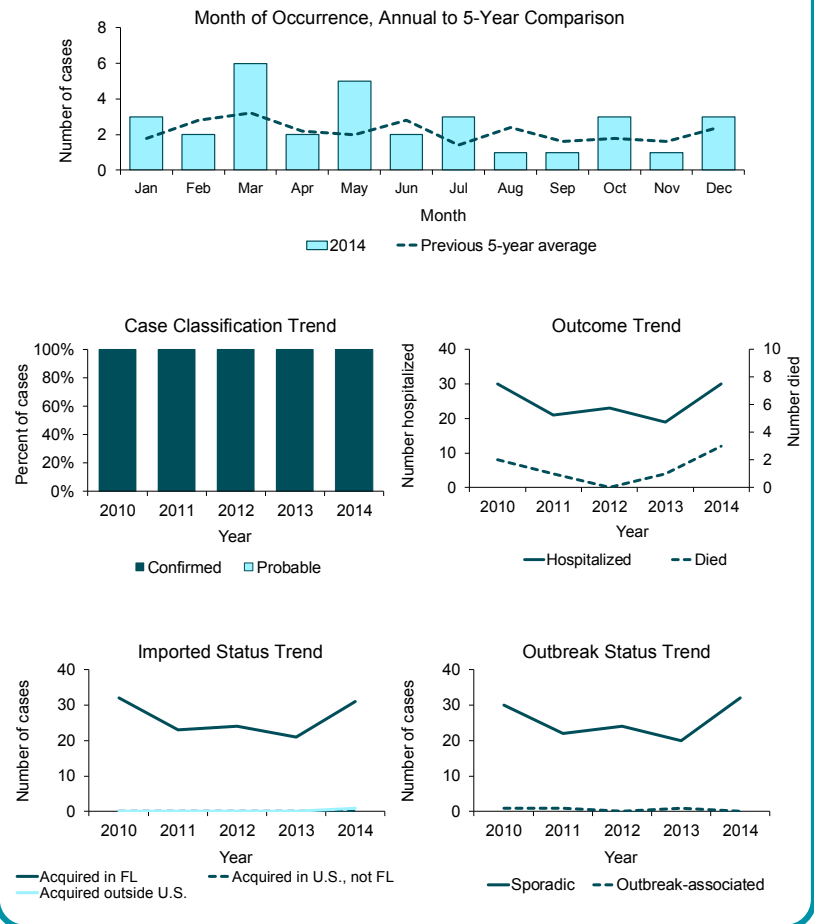 Month of Occurrence, Annual to 5-Year Comparison
Number of cases
8
6
4
2
0
Jan Feb Mar Apr May Jun Jul Aug Sep Oct Nov Dec
Month
2014 Previous 5-year average
Case Classification Trend
Percent of cases
100%
80%
60%
40%
20%
0%
2010 2011 2012 2013 2014
Year
Confirmed Probable
Outcome Trend
Number hospitalized
40
30
20
10
0
Number died
10
8
6
4
2
0
2010 2011 2012 2013 2014
Year
Hospitalized Died
Imported Status Trend
Number of cases
40
30
20
10
0
2010 2011 2012 2013 2014
Year
Acquired in FL Acquired in U.S., not FL
Acquired outside U.S.
Outbreak Status Trend
Number of cases
40
30
20
10
0
2010 2011 2012 2013 2014
Year
Sporadic Outbreak-associated